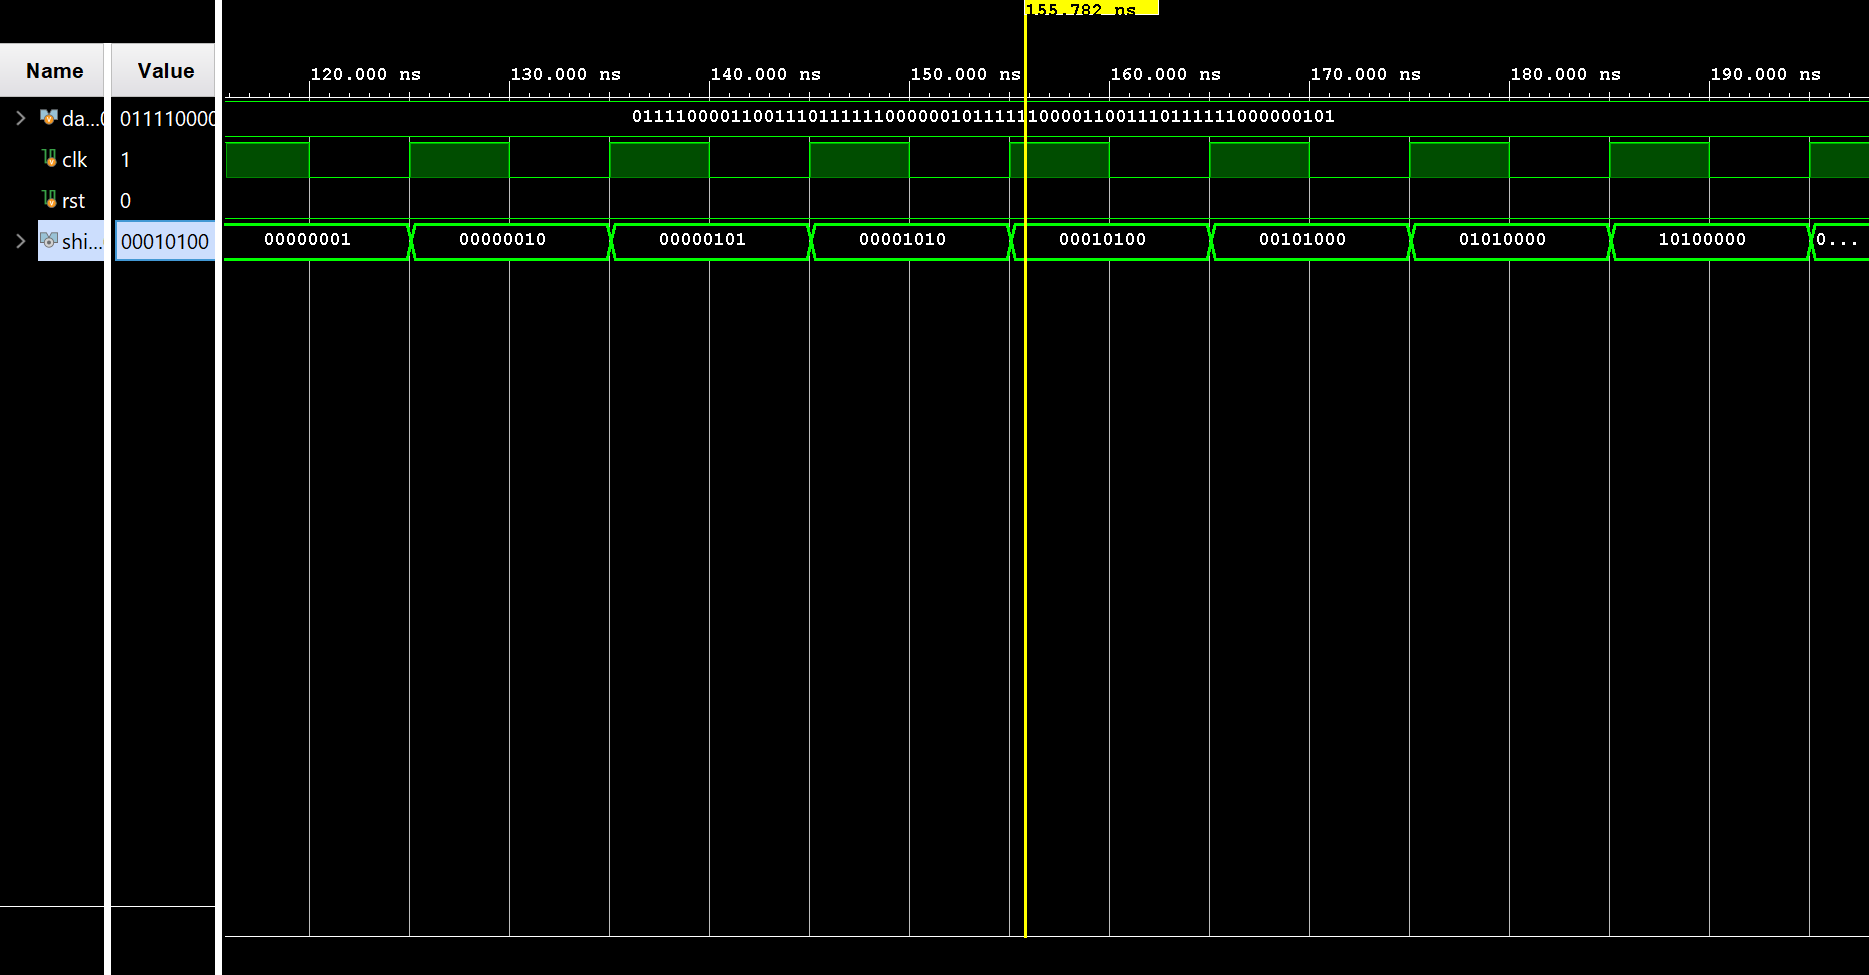 155.782 ns
Name Value
120.000 ns 130.000 ns 140.000 ns 150.000 ns 160.000 ns 170.000 ns 180.000 ns 190.000 ns
da... 011110000
clk 1
rst 0
shi... 00010100 00000001 00000010 00000101 00001010 00010100 00101000 01010000 10100000 0...